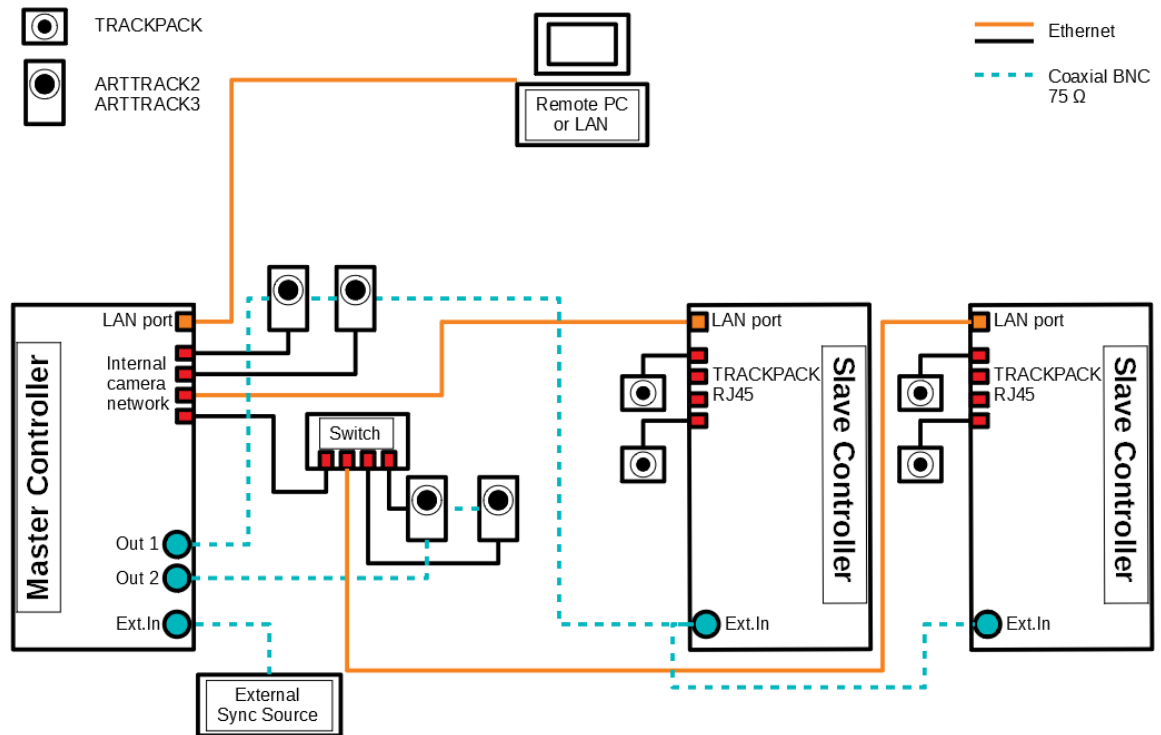 TRACKPACK
ARTTRACK2
ARTTRACK3
Remote PC
or LAN
Ethernet
Coaxial BNC
75 Ω
Master Controller
LAN port
Internal
camera
network
Out 1
Out 2
Ext.In
Switch
External
Sync Source
LAN port
TRACKPACK
RJ45
Slave Controller
Ext.In
LAN port
TRACKPACK
RJ45
Slave Controller
Ext.In